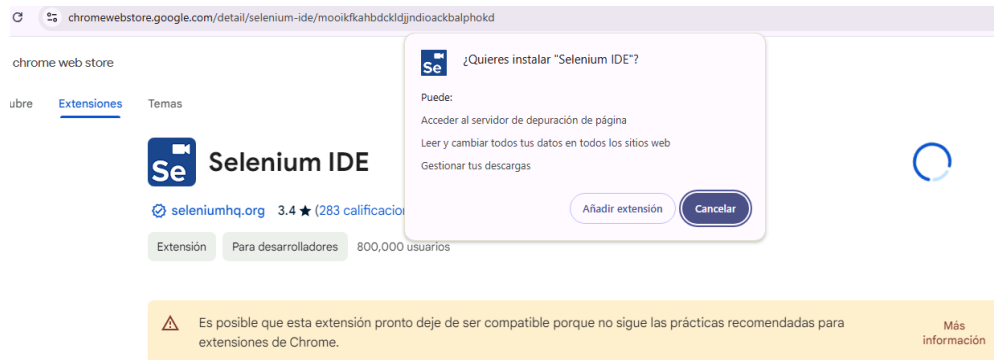 chromewebstore.google.com/detail/selenium-ide/mooikfkahbdckldjjndioackbalphokd
chrome web store
ubre Extensiones Temas
Se
¿Quieres instalar "Selenium IDE"?
Puede:
Acceder al servidor de depuración de página
Leer y cambiar todos tus datos en todos los sitios web
Gestionar tus descargas
Añadir extensión Cancelar
Se Selenium IDE
seleniumhq.org 3.4 ★ (283 calificacio
Extensión Para desarrolladores 800,000 usuarios
Es posible que esta extensión pronto deje de ser compatible porque no sigue las prácticas recomendadas para
extensiones de Chrome.
Más
información